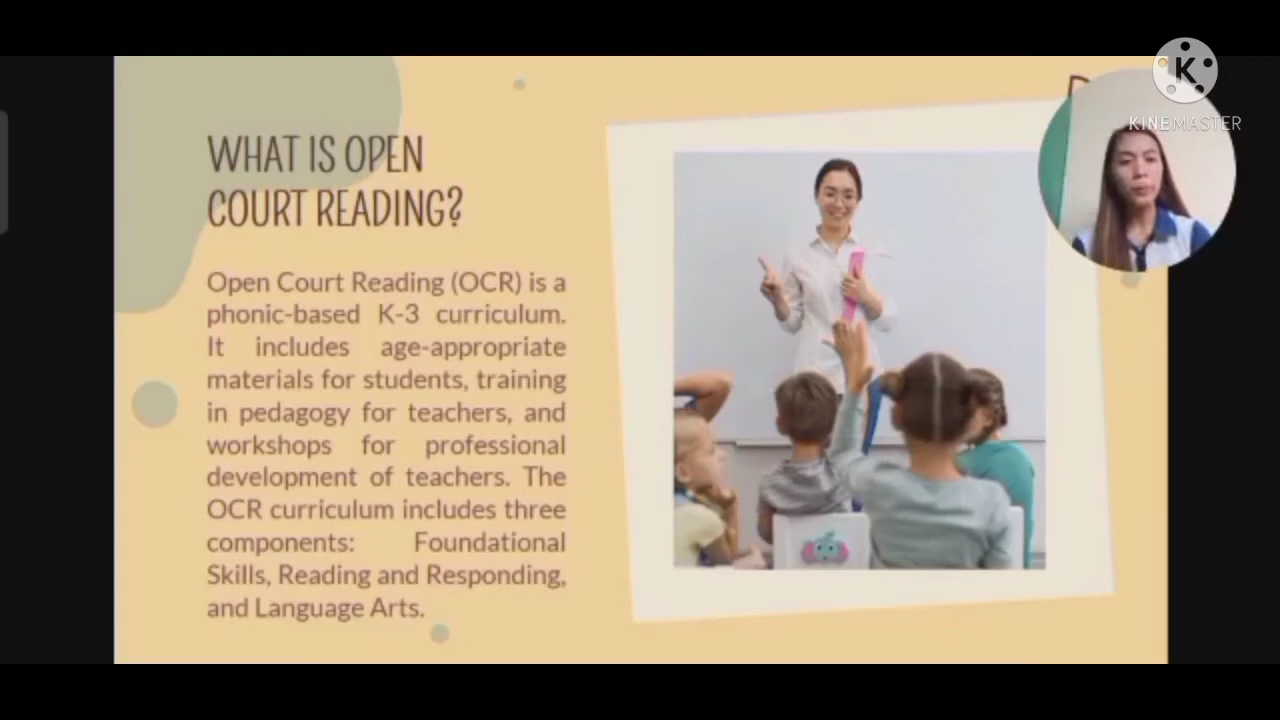 WHAT IS OPEN
COURT READING?
Open Court Reading (OCR) is a
phonic-based K-3 curriculum.
It includes age-appropriate
materials for students, training
in pedagogy for teachers, and
workshops for professional
development of teachers. The
OCR curriculum includes three
components: Foundational
Skills, Reading and Responding,
and Language Arts.
K
KINEMASTER